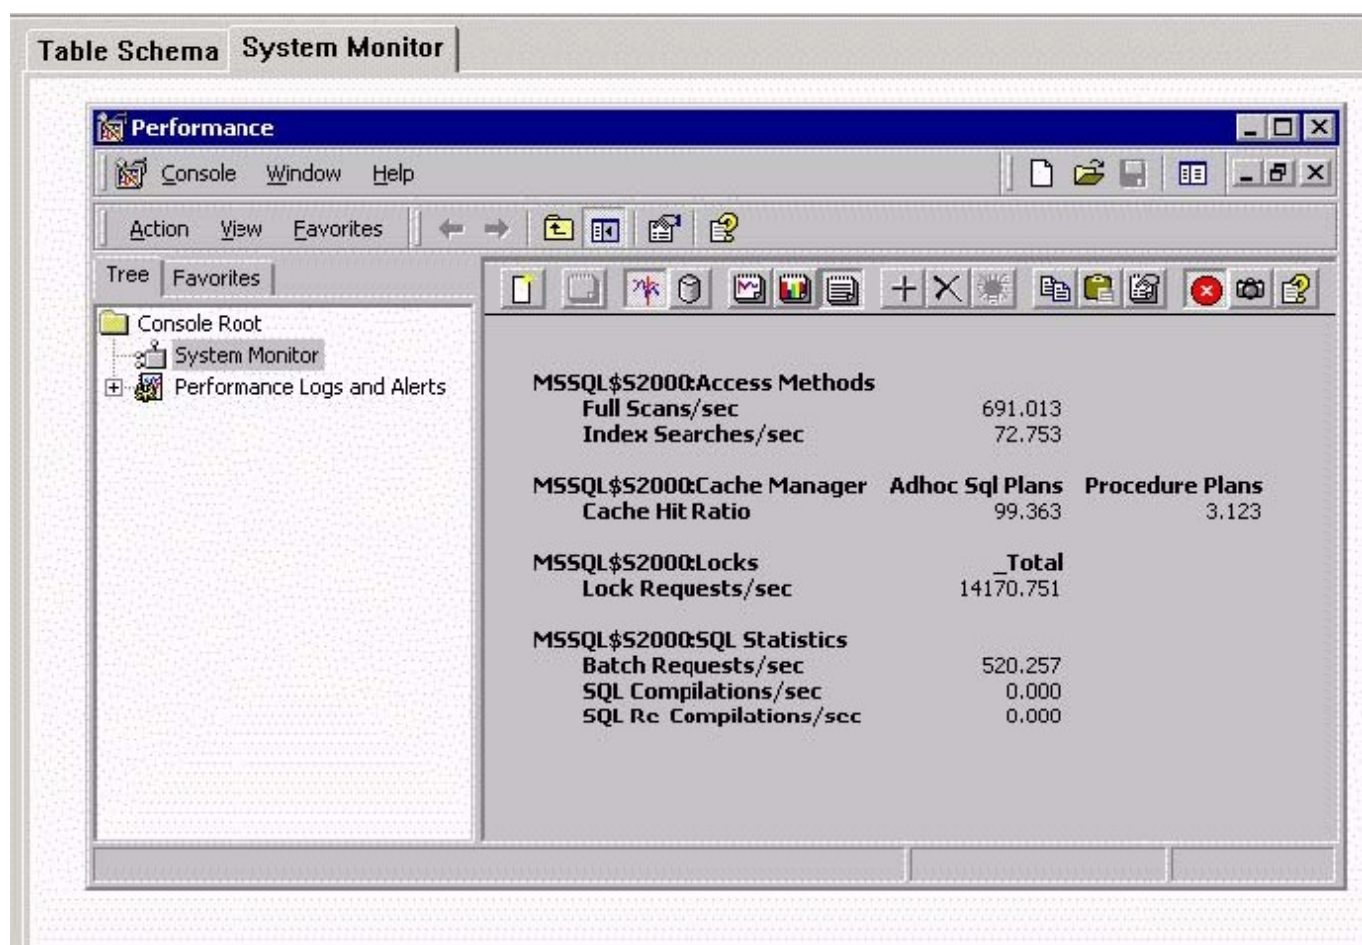 Table Schema System Monitor
Performance
Console Window Help
Action View Favorites
Tree Favorites
Console Root
System Monitor
Performance Logs and Alerts
MSSQL$S2000:Access Methods
Full Scans/sec 691.013
Index Searches/sec 72.753
MSSQL$S2000:Cache Manager Adhoc Sql Plans Procedure Plans
Cache Hit Ratio 99.363 3.123
MSSQL$S2000:Locks _Total
Lock Requests/sec 14170.751
MSSQL$S2000:SQL Statistics
Batch Requests/sec 520.257
SQL Compilations/sec 0.000
SQL Re-Compilations/sec 0.000